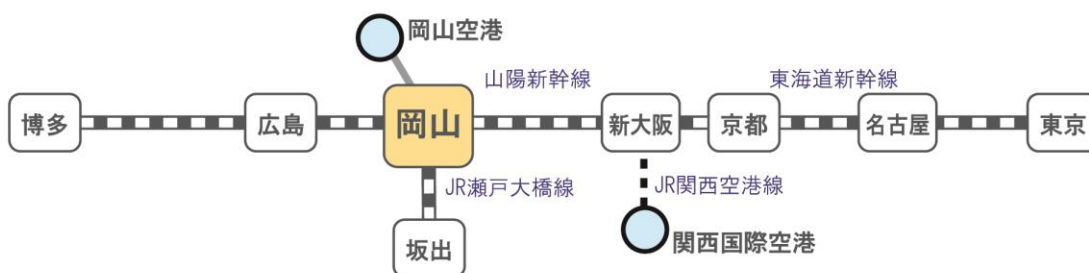 岡山空港
山陽新幹線
東海道新幹線
博多
広島
岡山
新大阪
京都
名古屋
東京
JR瀬戸大橋線
JR関西空港線
坂出
関西国際空港